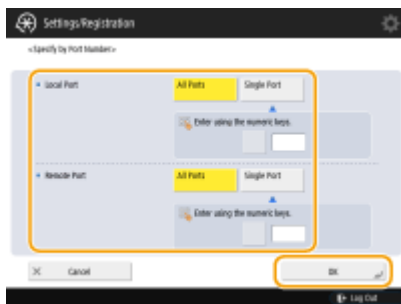 Settings/Registration
<Specify by Port Number>
Local Port
All Ports
Single Port
Enter using the numeric keys.
Remote Port
All Ports
Single Port
Enter using the numeric keys.
Cancel
OK
Log Out